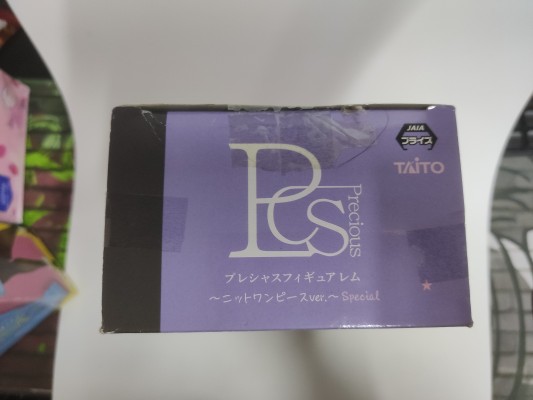 JAIA
プライズ
TAITO
PCS
Precious
プレシャスフィギュア レム
〜ニットワンピースver.〜 Special